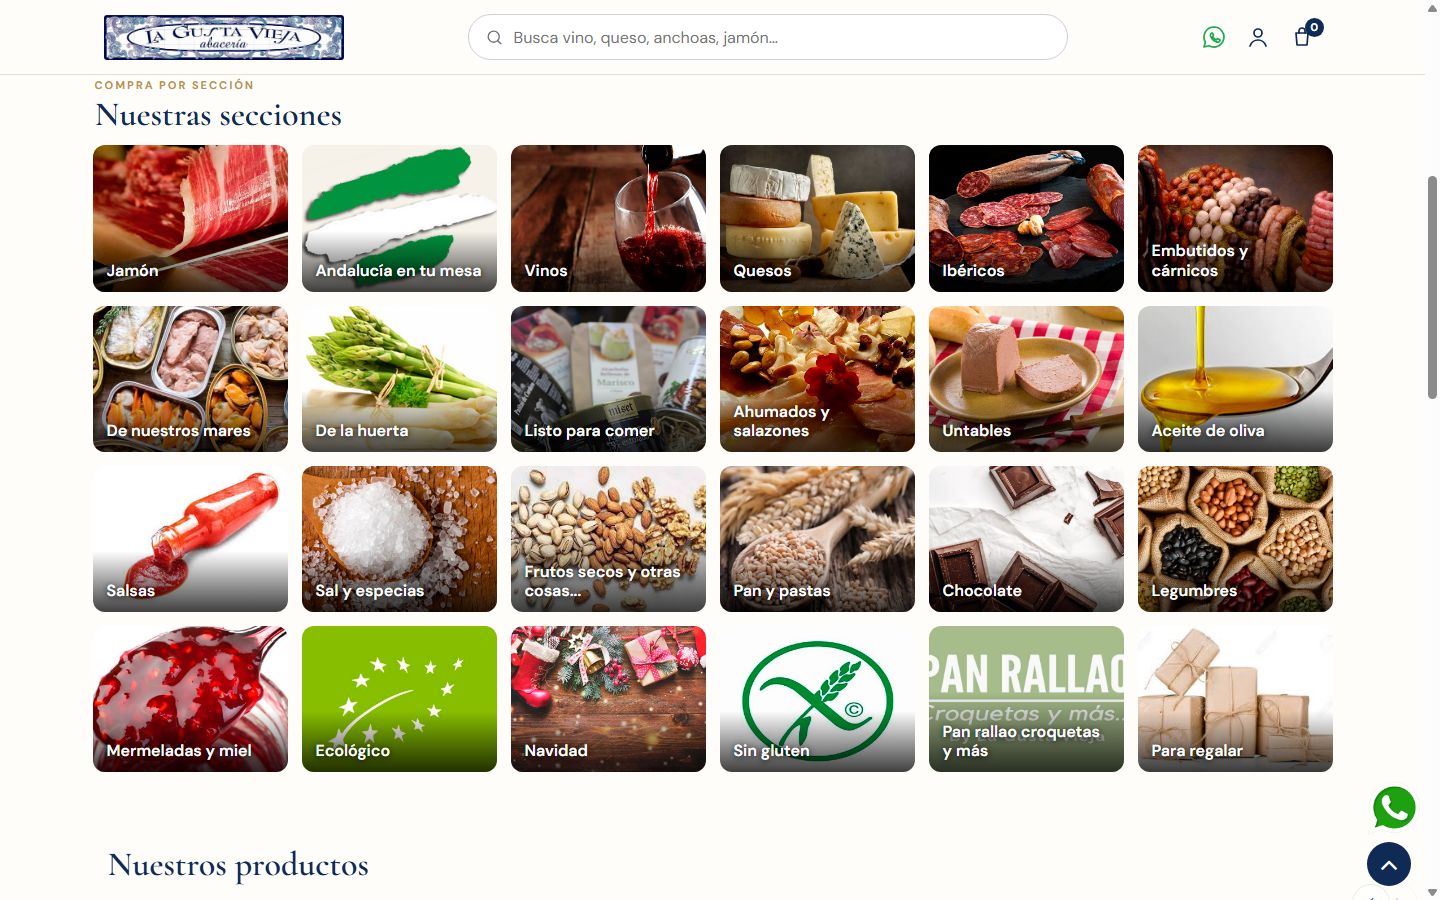 LA GUSTA VIEJA
abacería
Busca vino, queso, anchoas, jamón...
0
COMPRA POR SECCIÓN
Nuestras secciones
Jamón
Andalucía en tu mesa
Vinos
Quesos
Ibéricos
Embutidos y
cárnicos
De nuestros mares
De la huerta
Marisco
miset
Listo para comer
Ahumados y
salazones
Untables
Aceite de oliva
Salsas
Sal y especias
Frutos secos y otras
cosas...
Pan y pastas
Chocolate
Legumbres
Mermeladas y miel
Ecológico
Navidad
©
Sin gluten
PAN RALLAO
Croquetas y más..
Pan rallao croquetas
y más
Para regalar
Nuestros productos